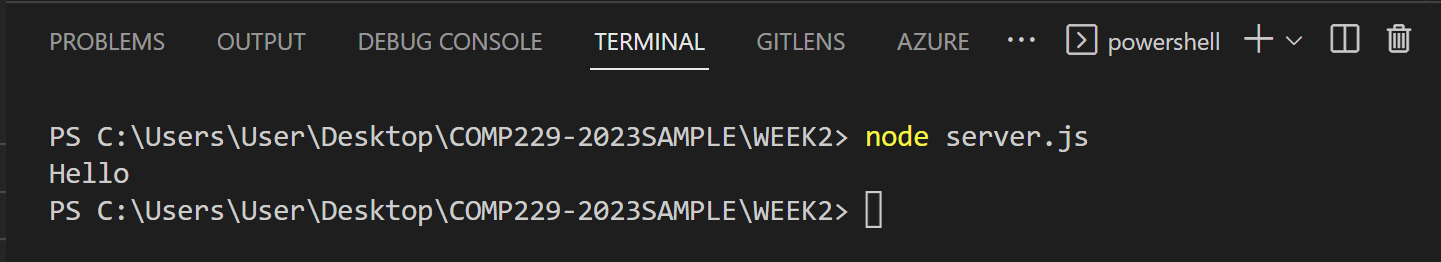 PROBLEMS OUTPUT DEBUG CONSOLE TERMINAL GITLENS AZURE ··· powershell
PS C:\Users\User\Desktop\COMP229-2023SAMPLE\WEEK2> node server.js
Hello
PS C:\Users\User\Desktop\COMP229-2023SAMPLE\WEEK2>